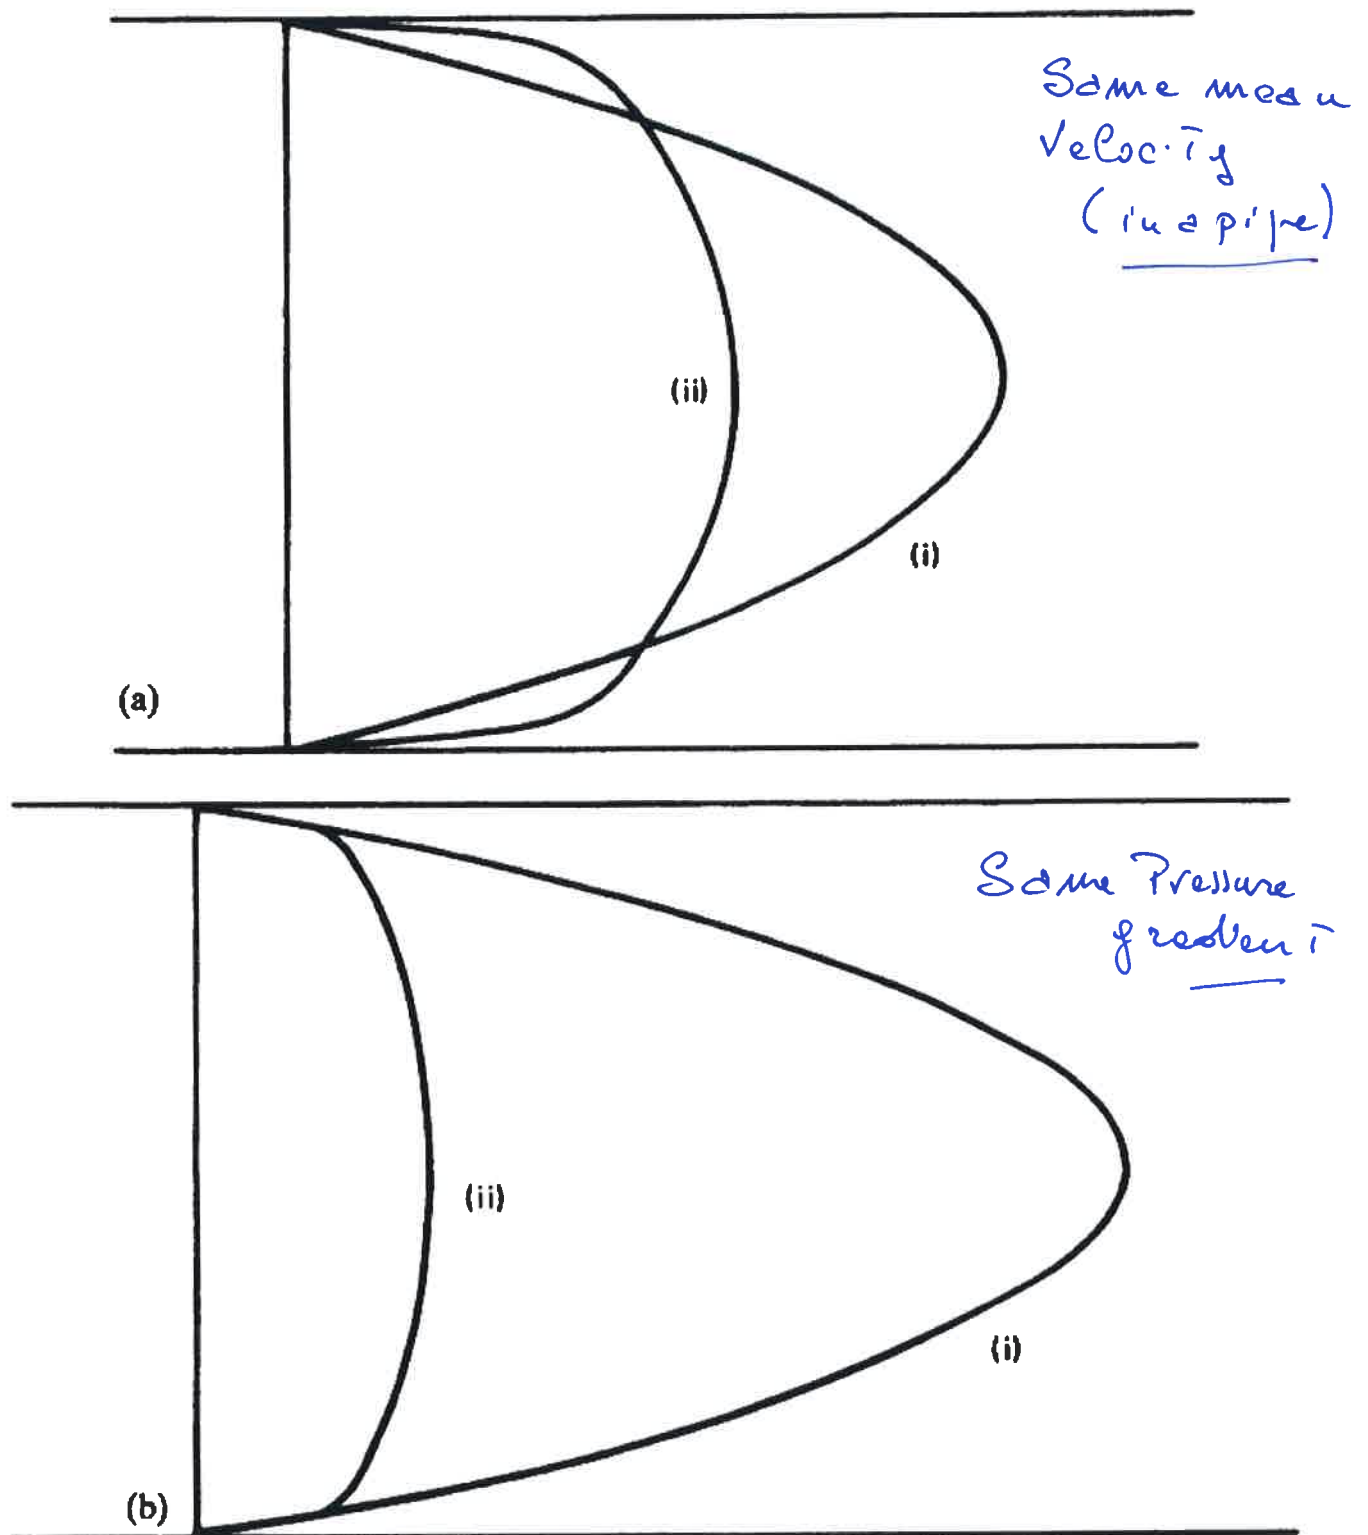 Same mean
Velocity
(in a pipe)
(ii)
(i)
(a)
Same Pressure
gradient
(ii)
(i)
(b)